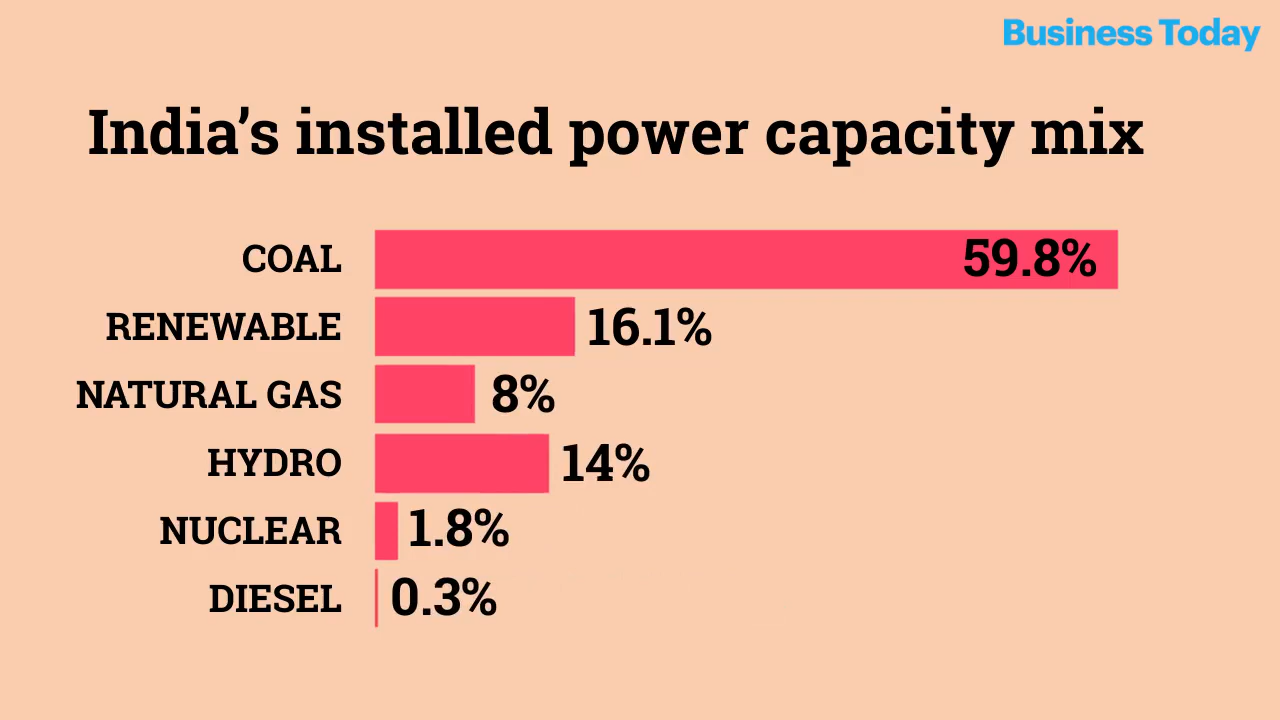 Business Today
India’s installed power capacity mix
COAL 59.8%
RENEWABLE 16.1%
NATURAL GAS 8%
HYDRO 14%
NUCLEAR 1.8%
DIESEL 0.3%